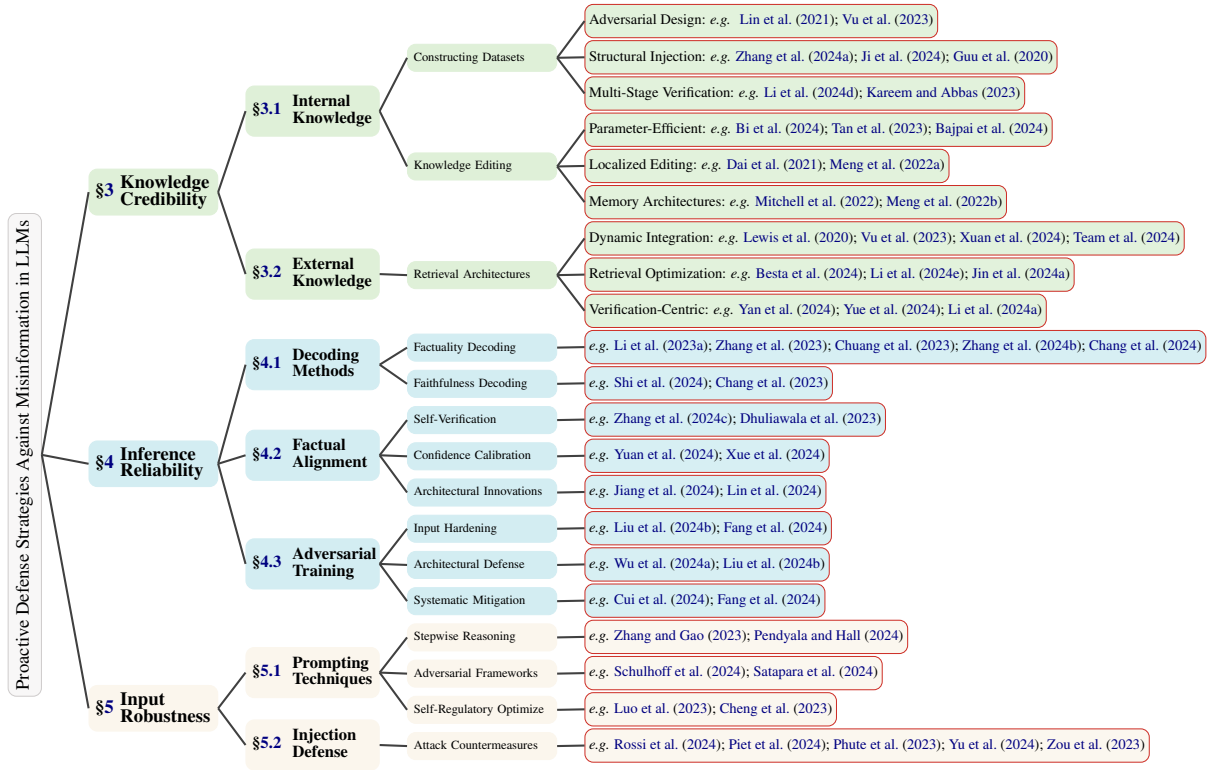 Proactive Defense Strategies Against Misinformation in LLMs
§3 Knowledge
Credibility
§3.1 Internal
Knowledge
Constructing Datasets
Adversarial Design: e.g. Lin et al. (2021); Vu et al. (2023)
Structural Injection: e.g. Zhang et al. (2024a); Ji et al. (2024); Guu et al. (2020)
Multi-Stage Verification: e.g. Li et al. (2024d); Kareem and Abbas (2023)
Knowledge Editing
Parameter-Efficient: e.g. Bi et al. (2024); Tan et al. (2023); Bajpai et al. (2024)
Localized Editing: e.g. Dai et al. (2021); Meng et al. (2022a)
Memory Architectures: e.g. Mitchell et al. (2022); Meng et al. (2022b)
§3.2 External
Knowledge
Retrieval Architectures
Dynamic Integration: e.g. Lewis et al. (2020); Vu et al. (2023); Xuan et al. (2024); Team et al. (2024)
Retrieval Optimization: e.g. Besta et al. (2024); Li et al. (2024e); Jin et al. (2024a)
Verification-Centric: e.g. Yan et al. (2024); Yue et al. (2024); Li et al. (2024a)
§4 Inference
Reliability
§4.1 Decoding
Methods
Factuality Decoding
e.g. Li et al. (2023a); Zhang et al. (2023); Chuang et al. (2023); Zhang et al. (2024b); Chang et al. (2024)
Faithfulness Decoding
e.g. Shi et al. (2024); Chang et al. (2023)
§4.2 Factual
Alignment
Self-Verification
e.g. Zhang et al. (2024c); Dhuliawala et al. (2023)
Confidence Calibration
e.g. Yuan et al. (2024); Xue et al. (2024)
Architectural Innovations
e.g. Jiang et al. (2024); Lin et al. (2024)
§4.3 Adversarial
Training
Input Hardening
e.g. Liu et al. (2024b); Fang et al. (2024)
Architectural Defense
e.g. Wu et al. (2024a); Liu et al. (2024b)
Systematic Mitigation
e.g. Cui et al. (2024); Fang et al. (2024)
§5 Input
Robustness
§5.1 Prompting
Techniques
Stepwise Reasoning
e.g. Zhang and Gao (2023); Pendyala and Hall (2024)
Adversarial Frameworks
e.g. Schulhoff et al. (2024); Satapara et al. (2024)
Self-Regulatory Optimize
e.g. Luo et al. (2023); Cheng et al. (2023)
§5.2 Injection
Defense
Attack Countermeasures
e.g. Rossi et al. (2024); Piet et al. (2024); Phute et al. (2023); Yu et al. (2024); Zou et al. (2023)